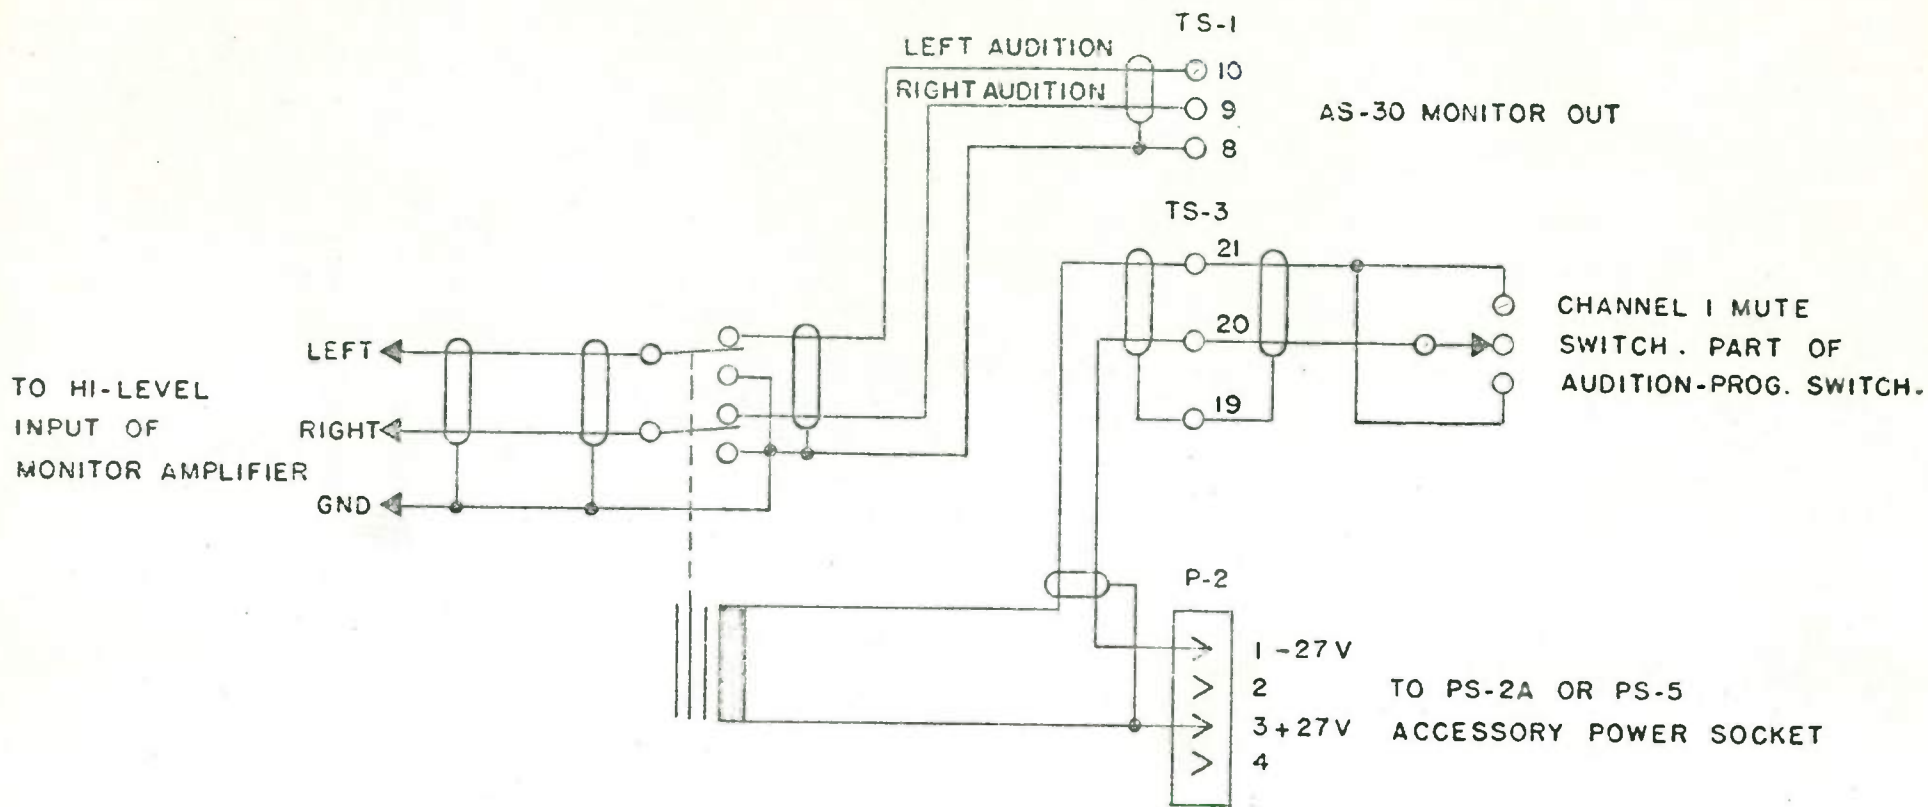 TS-1
LEFT AUDITION
10
RIGHT AUDITION
9
AS-30 MONITOR OUT
8
TS-3
21
CHANNEL 1 MUTE
20
SWITCH. PART OF
LEFT
AUDITION-PROG. SWITCH.
TO HI-LEVEL
INPUT OF
RIGHT
19
MONITOR AMPLIFIER
GND
P-2
1 -27V
2
TO PS-2A OR PS-5
3 +27V
ACCESSORY POWER SOCKET
4